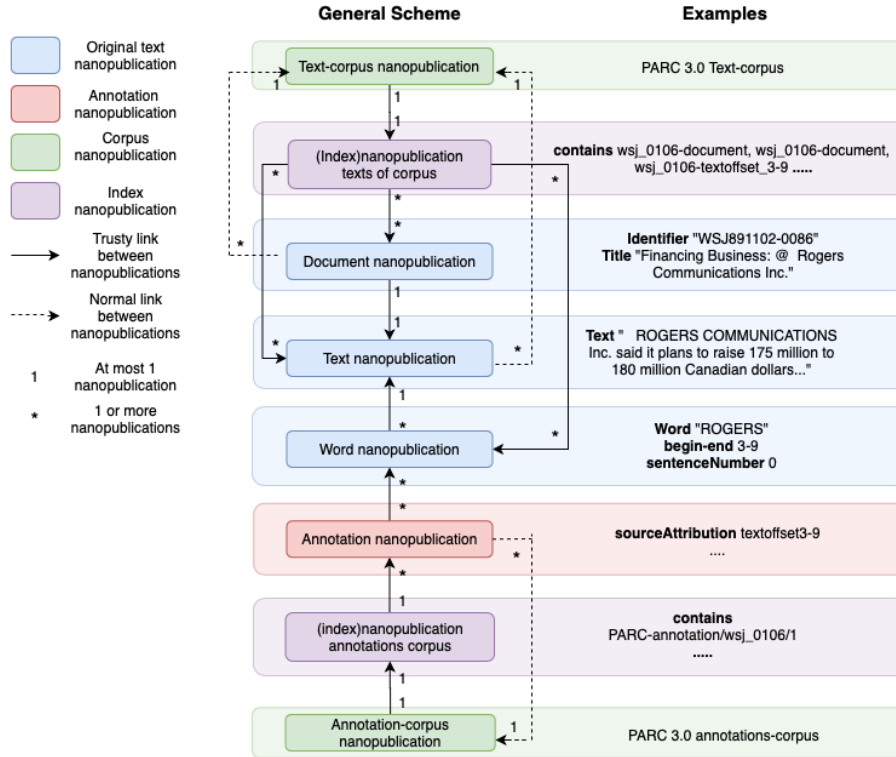 General Scheme
Examples
Original text
nanopublication
Annotation
nanopublication
Corpus
nanopublication
Index
nanopublication
Trusty link
between
nanopublications
Normal link
between
nanopublications
1
At most 1
nanopublication
*
1 or more
nanopublications
Text-corpus nanopublication
PARC 3.0 Text-corpus
1
1
1
1
(Index)nanopublication
texts of corpus
contains wsj_0106-document, wsj_0106-document,
wsj_0106-textoffset_3-9 .....
*
*
*
*
*
Document nanopublication
Identifier "WSJ891102-0086"
Title "Financing Business: @ Rogers
Communications Inc."
1
1
*
*
Text nanopublication
Text " ROGERS COMMUNICATIONS
Inc. said it plans to raise 175 million to
180 million Canadian dollars..."
1
*
*
Word nanopublication
Word "ROGERS"
begin-end 3-9
sentenceNumber 0
*
*
Annotation nanopublication
*
sourceAttribution textoffset3-9
....
*
1
(index)nanopublication
annotations corpus
contains
PARC-annotation/wsj_0106/1
.....
1
1
1
Annotation-corpus
nanopublication
PARC 3.0 annotations-corpus